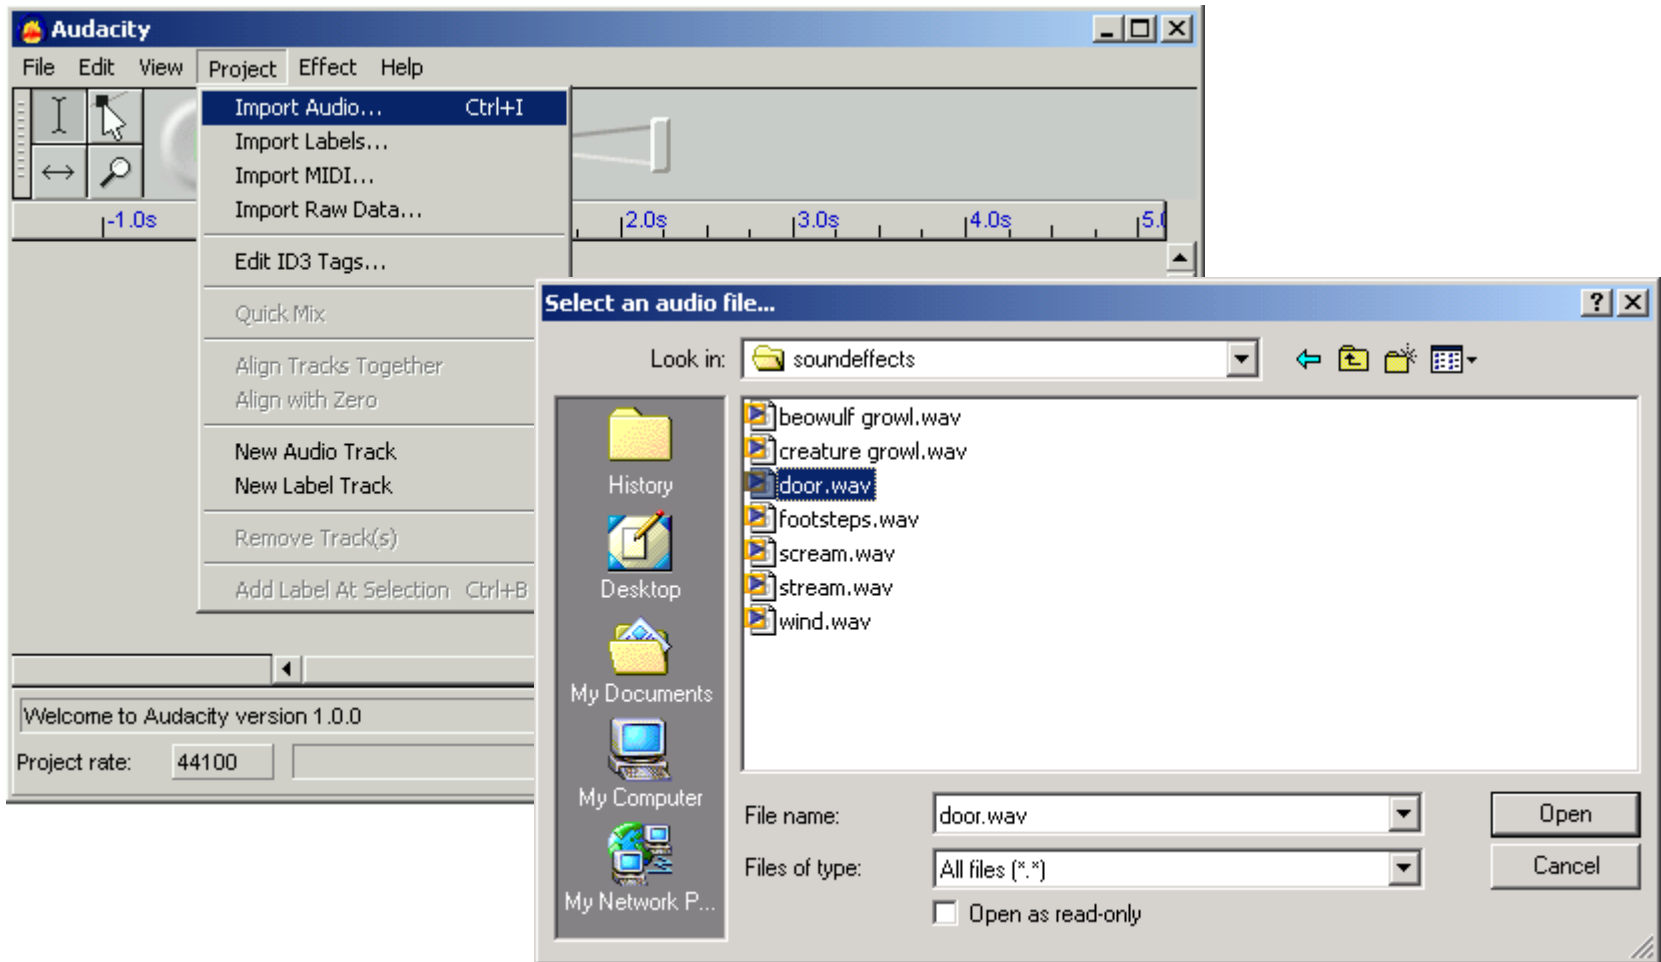 Audacity
File Edit View Project Effect Help
Import Audio... Ctrl+I
Import Labels...
Import MIDI...
Import Raw Data...
Edit ID3 Tags...
Quick Mix
Align Tracks Together
Align with Zero
New Audio Track
New Label Track
Remove Track(s)
Add Label At Selection Ctrl+B
-1.0s 2.0s 3.0s 4.0s 5.0
Welcome to Audacity version 1.0.0
Project rate: 44100
Select an audio file...
Look in: soundeffects
History
Desktop
My Documents
My Computer
My Network P...
beowulf growl.wav
creature growl.wav
door.wav
footsteps.wav
scream.wav
stream.wav
wind.wav
File name: door.wav Open
Files of type: All files (*.*) Cancel
Open as read-only